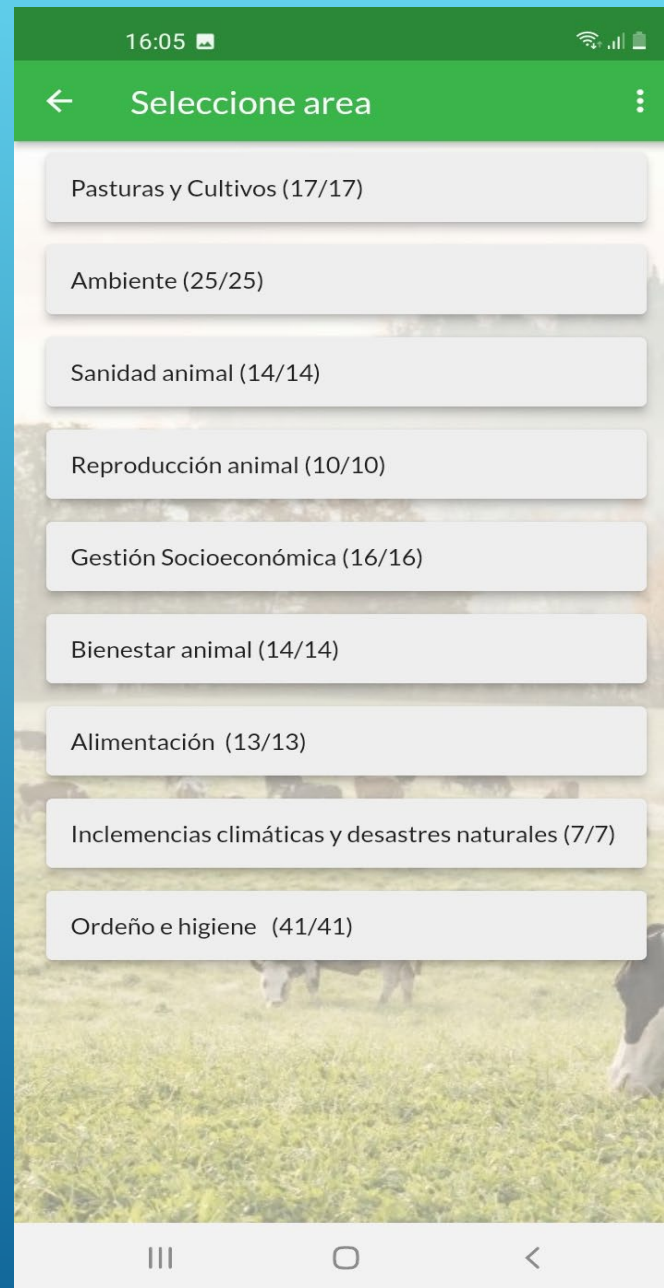 16:05
Seleccione area
Pasturas y Cultivos (17/17)
Ambiente (25/25)
Sanidad animal (14/14)
Reproducción animal (10/10)
Gestión Socioeconómica (16/16)
Bienestar animal (14/14)
Alimentación  (13/13)
Inclemencias climáticas y desastres naturales (7/7)
Ordeño e higiene   (41/41)